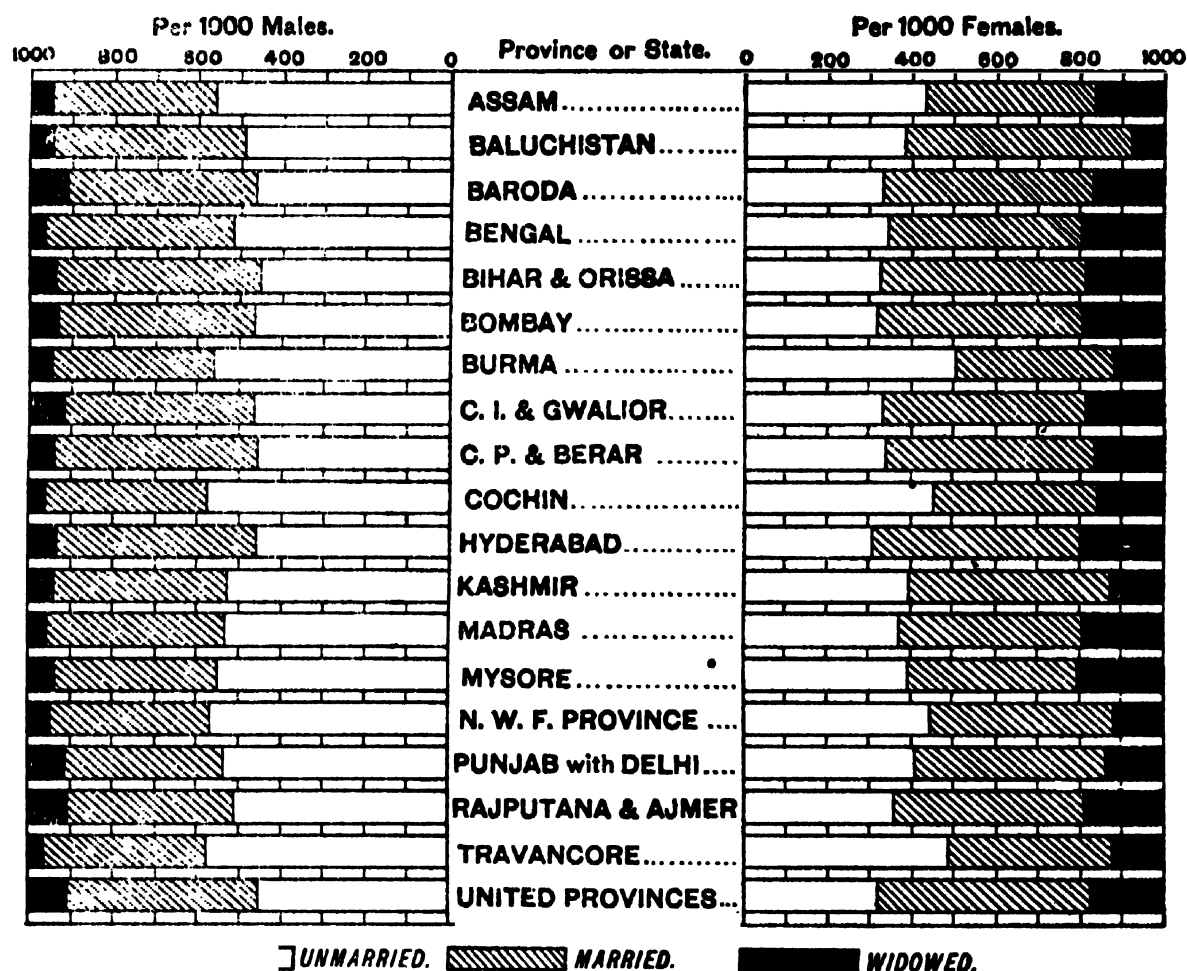 Per 1000 Males.
Per 1000 Females.
1000 800 600 400 200 0
Province or State.
0 200 400 600 800 1000
ASSAM....................
BALUCHISTAN.........
BARODA .................
BENGAL .................
BIHAR & ORISSA .......
BOMBAY .................
BURMA ..................
C. I. & GWALIOR........
C. P. & BERAR .........
COCHIN..................
HYDERABAD.............
KASHMIR ................
MADRAS ................
MYSORE .................
N. W. F. PROVINCE ....
PUNJAB with DELHI....
RAJPUTANA & AJMER
TRAVANCORE...........
UNITED PROVINCES...
UNMARRIED. MARRIED. WIDOWED.